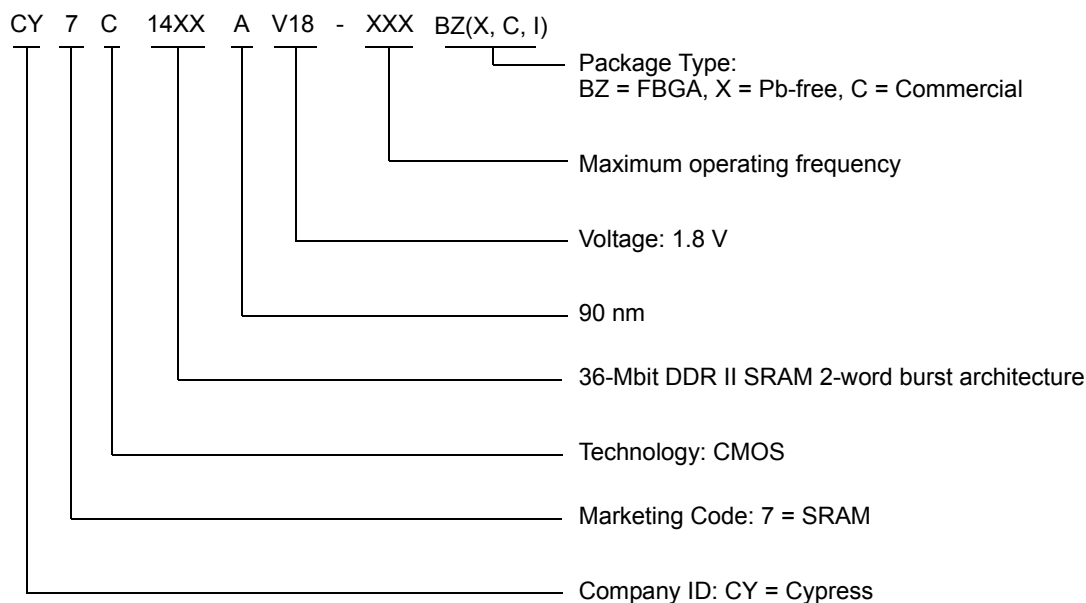 CY 7 C 14XX A V18 - XXX BZ(X, C, I)
Package Type:
BZ = FBGA, X = Pb-free, C = Commercial
Maximum operating frequency
Voltage: 1.8 V
90 nm
36-Mbit DDR II SRAM 2-word burst architecture
Technology: CMOS
Marketing Code: 7 = SRAM
Company ID: CY = Cypress